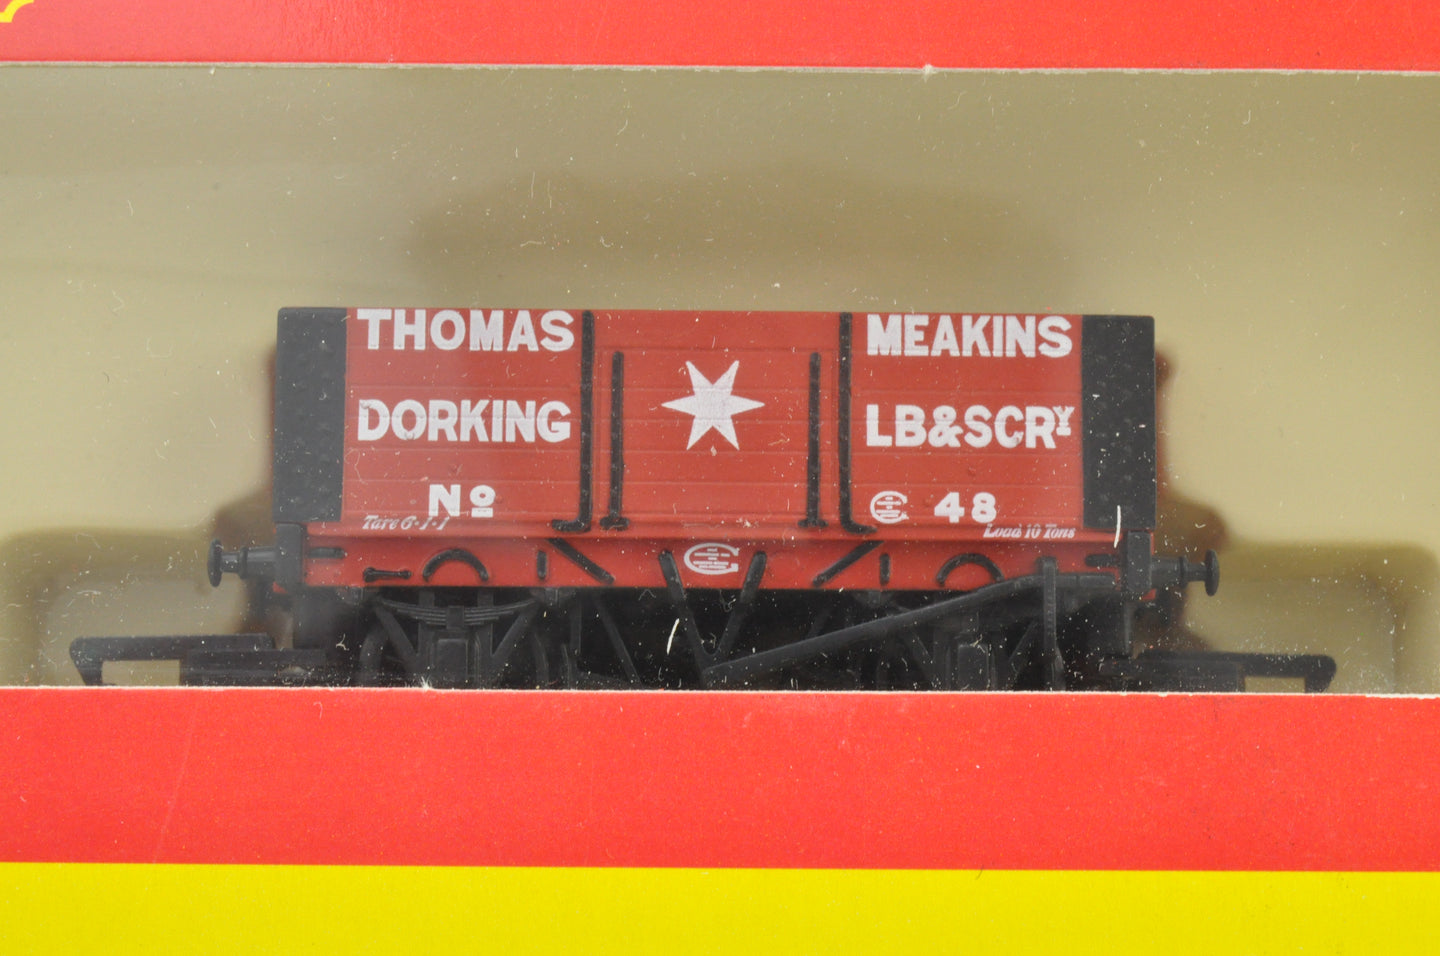 THOMAS MEAKINS
DORKING LB&SCRY
No 48
Tare 6-1-1 Load 10 Tons